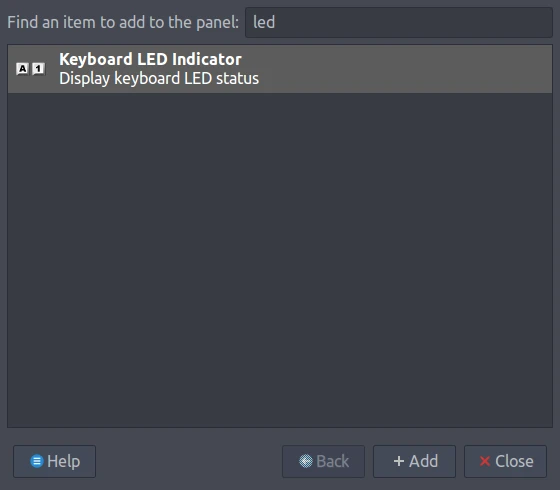 Find an item to add to the panel: led
A 1
Keyboard LED Indicator
Display keyboard LED status
Help
Back
Add
Close